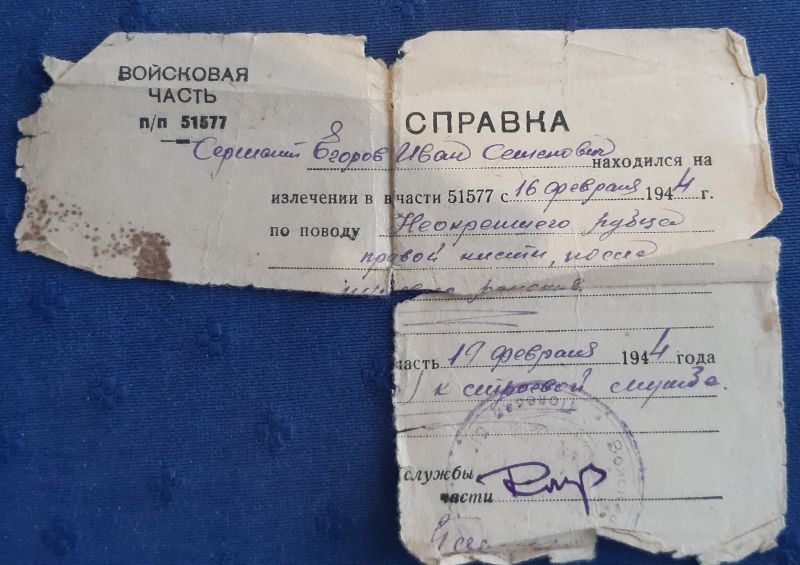 ВОЙСКОВАЯ
ЧАСТЬ
п/п 51577
СПРАВКА
Сержант Егоров Иван Семенович находился на
излечении в в части 51577 с 16 февраля 1944 г.
по поводу Неокрепшего рубца
правой кисти, после
ранения
часть 19 февраля 1944 года
) к строевой службе.
службы
части